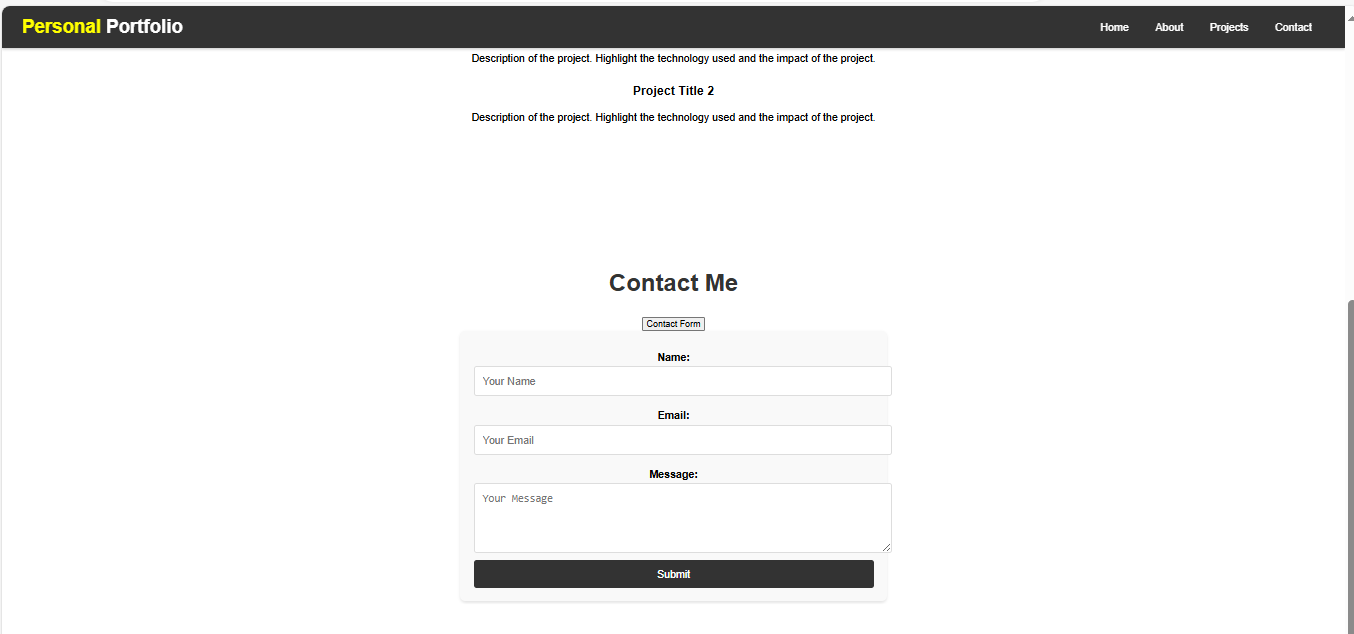 Personal Portfolio
Home About Projects Contact
Description of the project. Highlight the technology used and the impact of the project.
Project Title 2
Description of the project. Highlight the technology used and the impact of the project.
Contact Me
Contact Form
Name:
Your Name
Email:
Your Email
Message:
Your Message
Submit